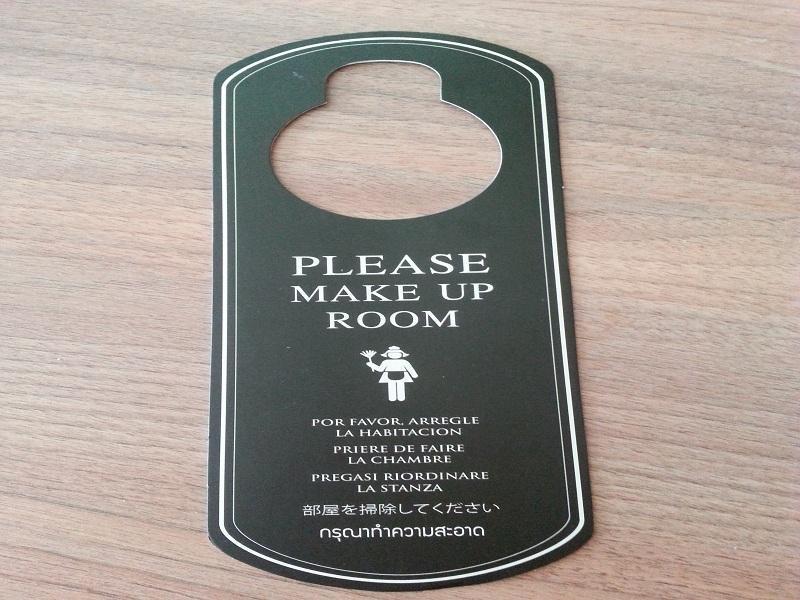 PLEASE
MAKE UP
ROOM
POR FAVOR, ARREGLE
LA HABITACION
PRIERE DE FAIRE
LA CHAMBRE
PREGASI RIORDINARE
LA STANZA
部屋を掃除してください
กรุณาทำความสะอาด